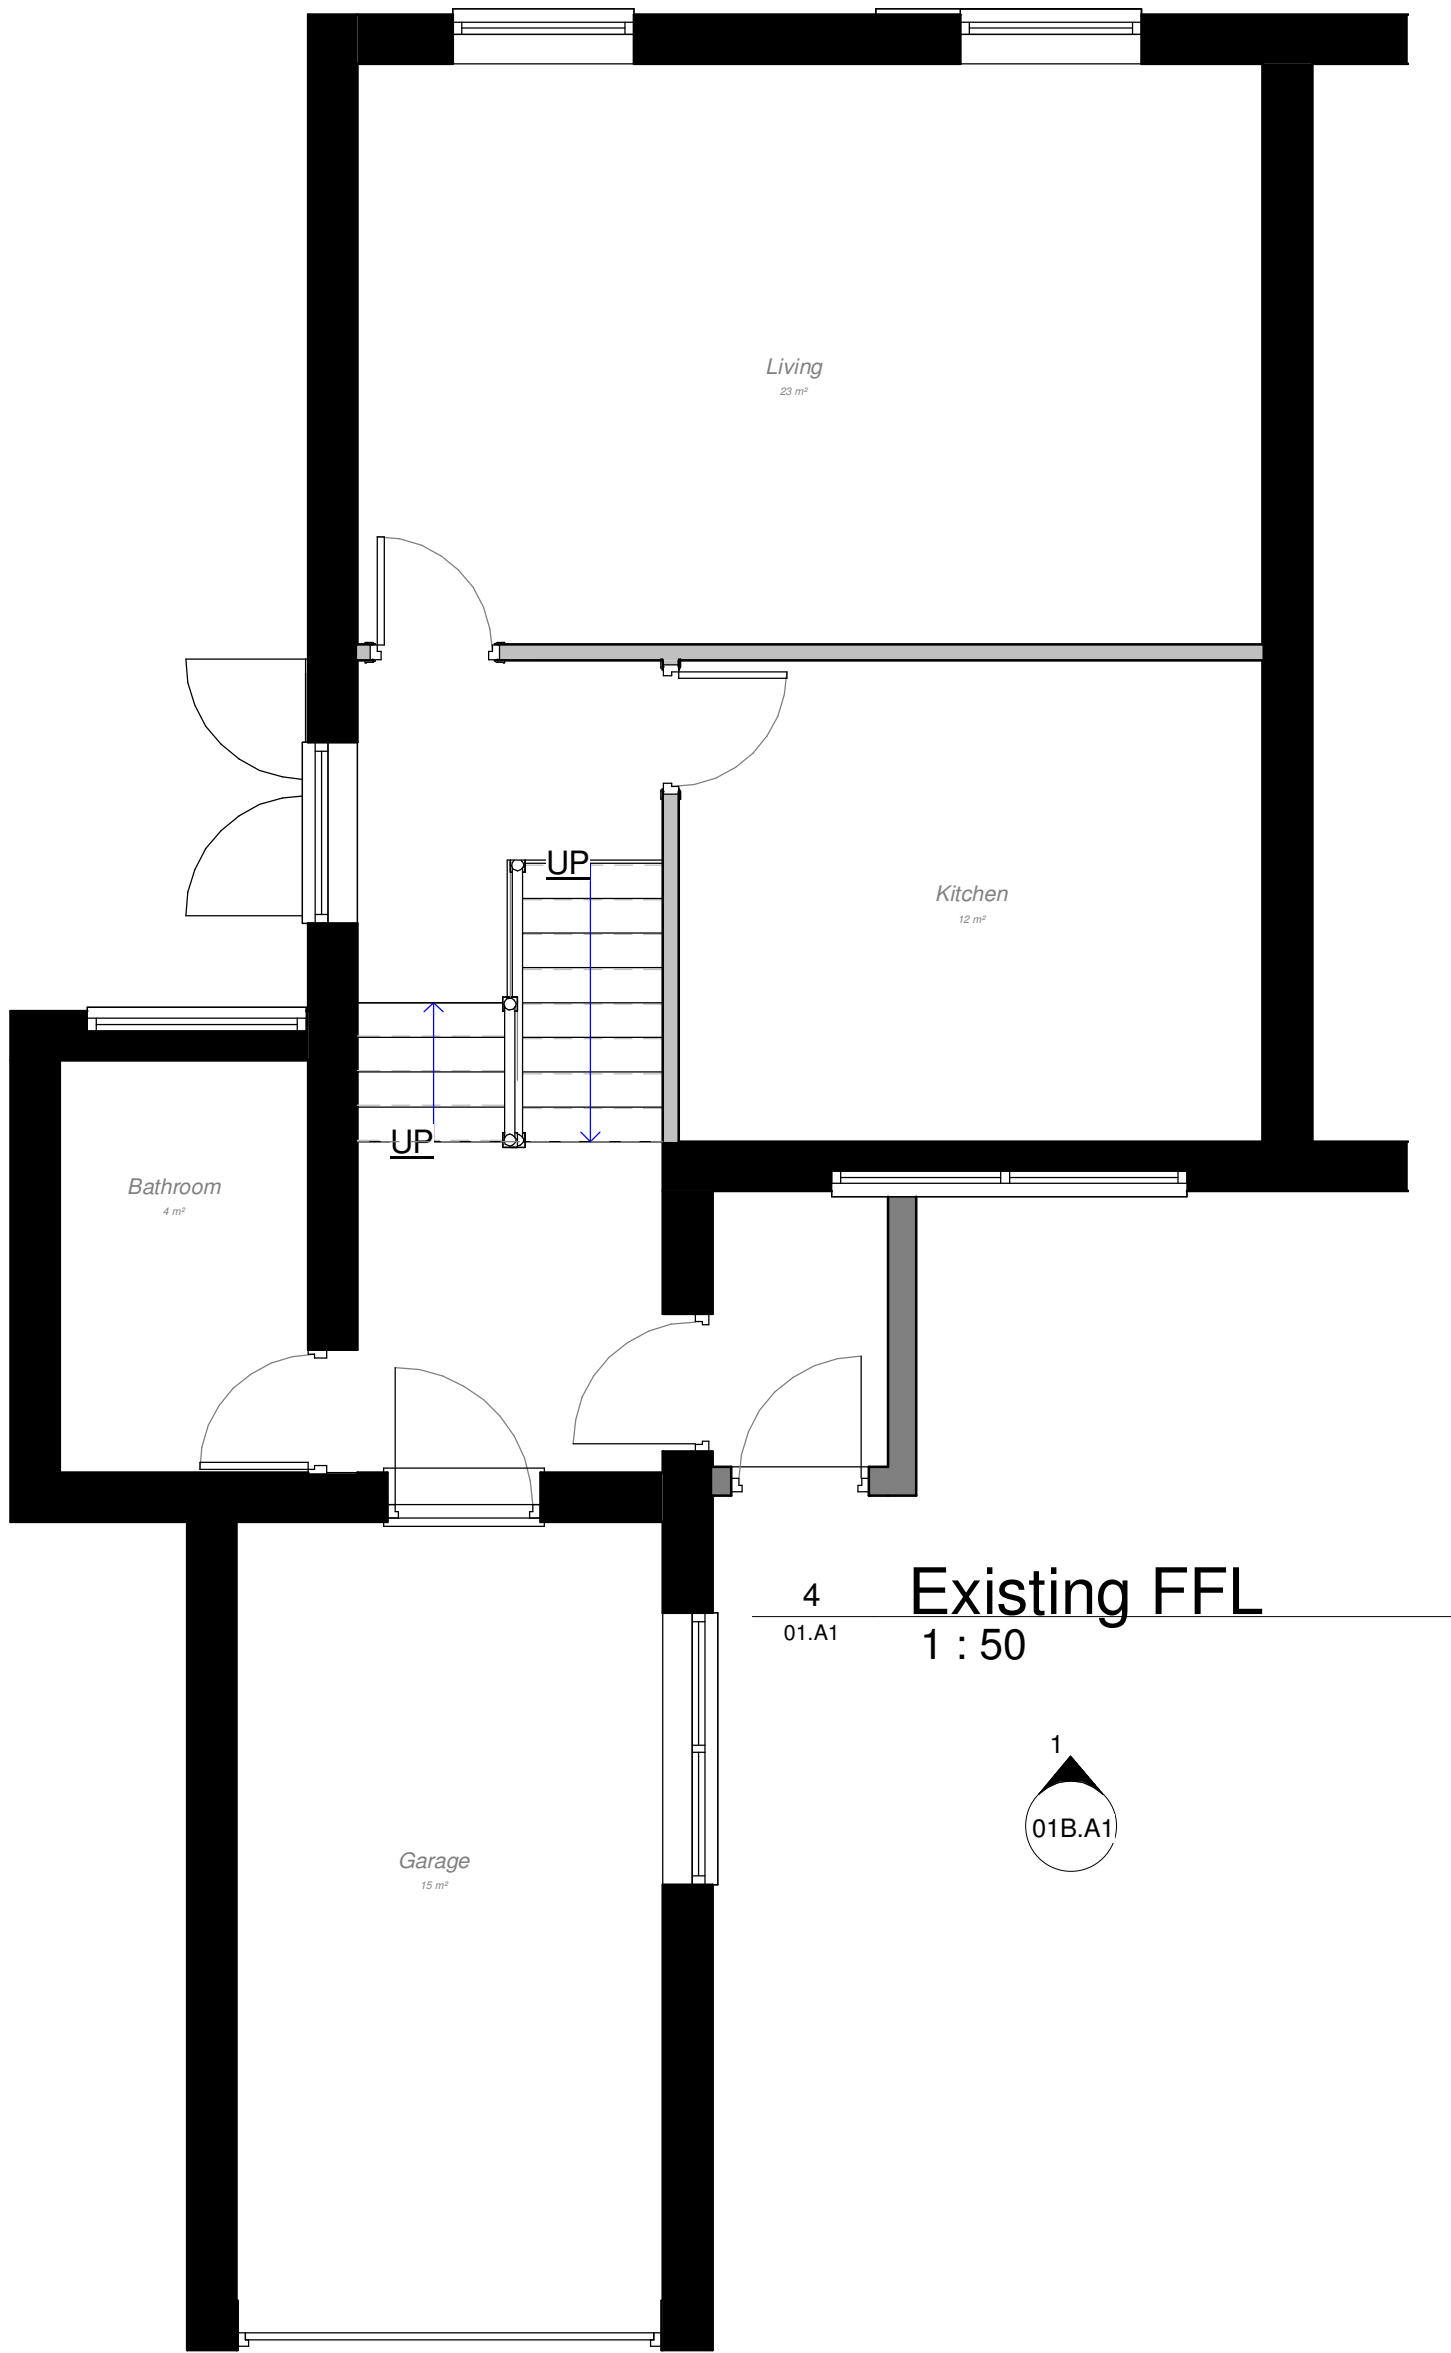 Living
23 m²
UP
Kitchen
12 m²
UP
Bathroom
4 m²
4
Existing FFL
01.A1
1 : 50
1
01B.A1
Garage
15 m²